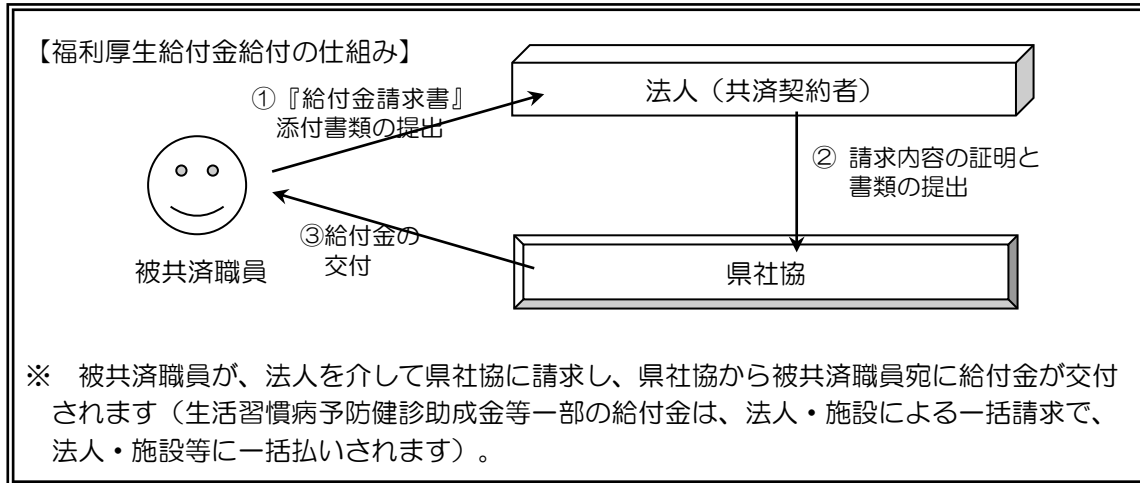 【福利厚生給付金給付の仕組み】
法人（共済契約者）
①『給付金請求書』
添付書類の提出
② 請求内容の証明と
書類の提出
③給付金の
交付
被共済職員
県社協
※　被共済職員が、法人を介して県社協に請求し、県社協から被共済職員宛に給付金が交付
されます（生活習慣病予防健診助成金等一部の給付金は、法人・施設による一括請求で、
法人・施設等に一括払いされます）。